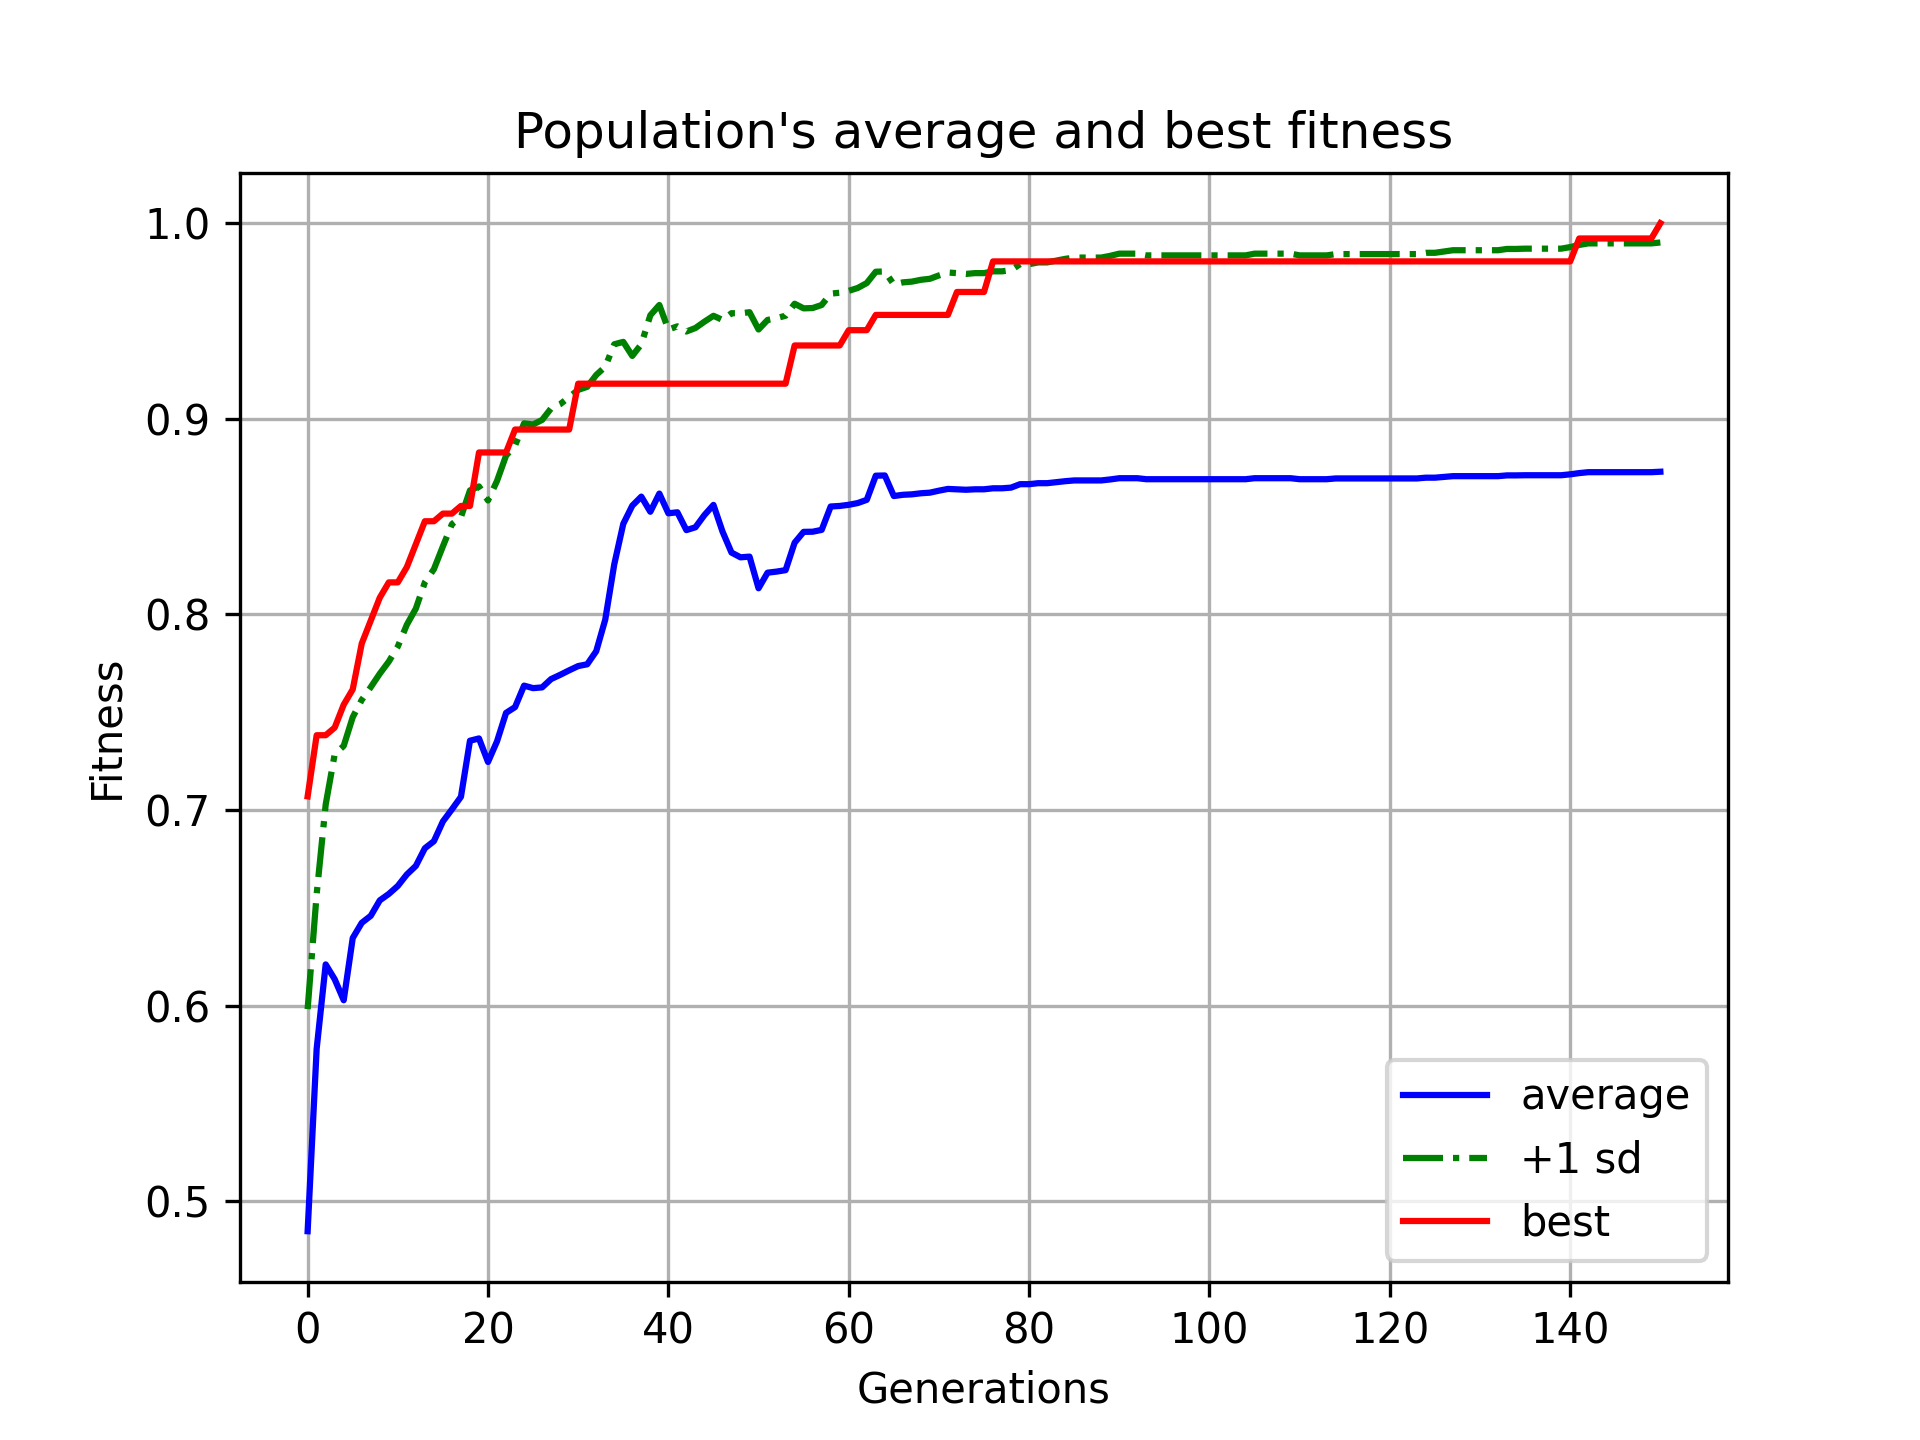 Population's average and best fitness
1.0
0.9
0.8
0.7
0.6
0.5
Fitness
0 20 40 60 80 100 120 140
Generations
average
+1 sd
best